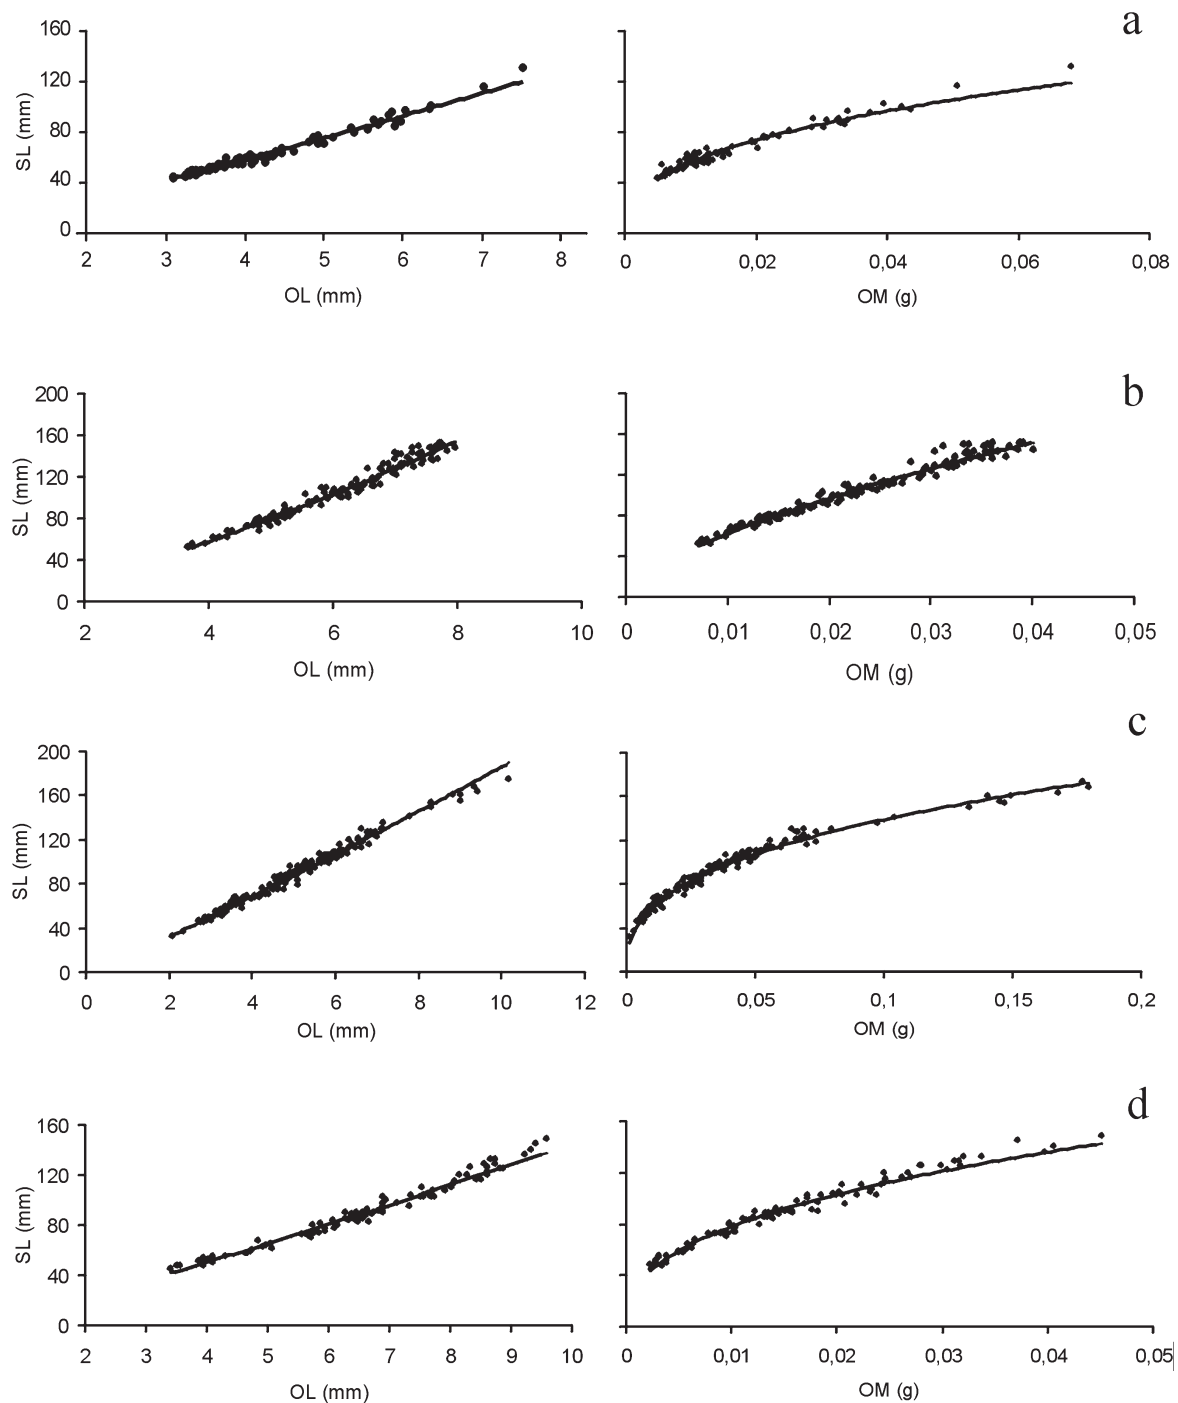 a
160
120
80
40
0
SL (mm)
2 3 4 5 6 7 8
OL (mm)
0 0,02 0,04 0,06 0,08
OM (g)
b
200
160
120
80
40
0
SL (mm)
2 4 6 8 10
OL (mm)
0 0,01 0,02 0,03 0,04 0,05
OM (g)
c
200
160
120
80
40
0
SL (mm)
0 2 4 6 8 10 12
OL (mm)
0 0,05 0,1 0,15 0,2
OM (g)
d
160
120
80
40
0
SL (mm)
2 3 4 5 6 7 8 9 10
OL (mm)
0 0,01 0,02 0,03 0,04 0,05
OM (g)